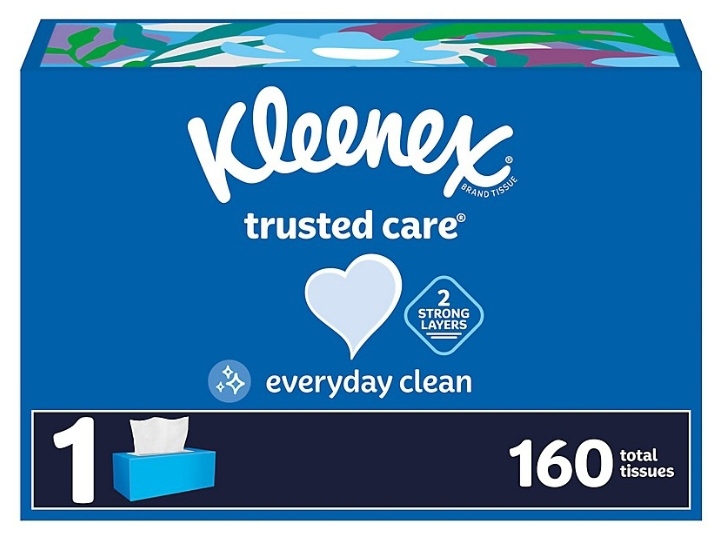 Kleenex®
BRAND TISSUE
trusted care®
2
STRONG
LAYERS
everyday clean
1
160 total
tissues